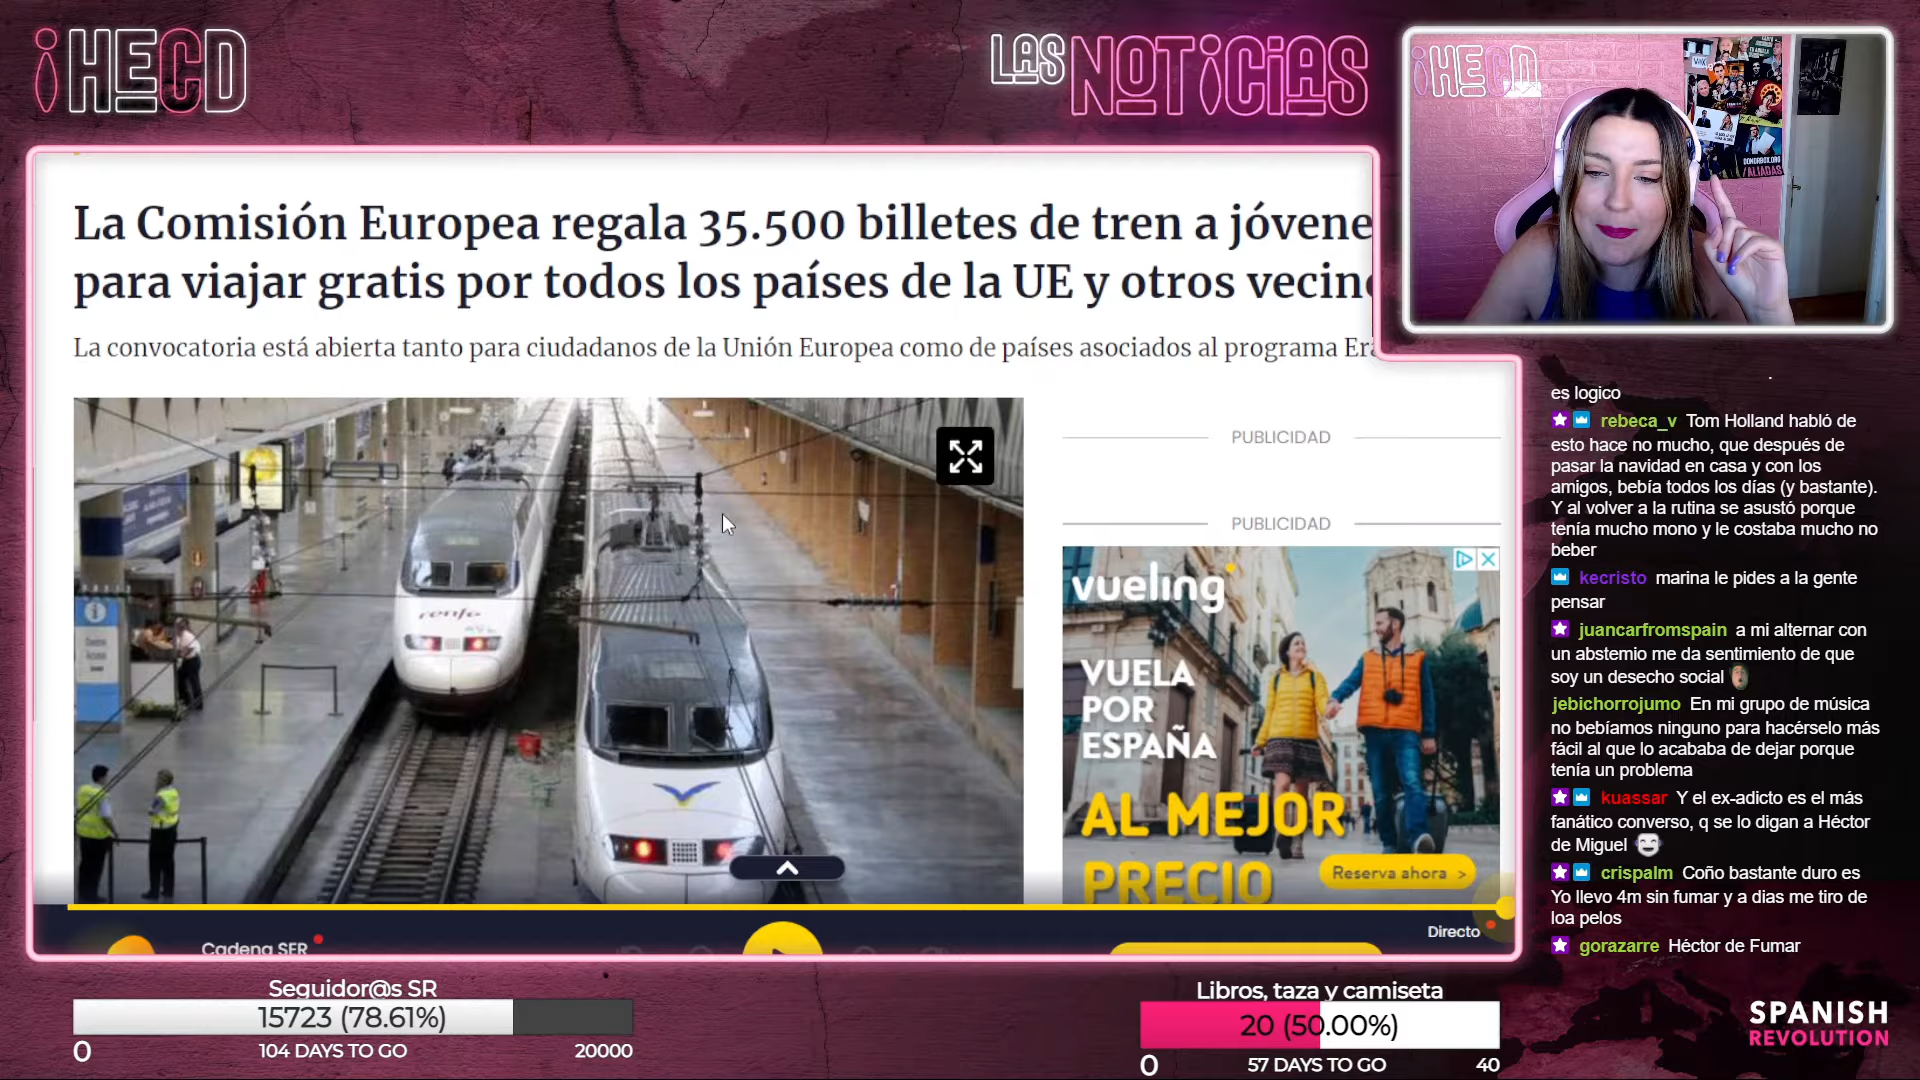 ¡HECD
LAS NOTICIAS
¡HECD
DONORBOX.ORG
/ALIADAS
La Comisión Europea regala 35.500 billetes de tren a jóvene
para viajar gratis por todos los países de la UE y otros vecino
La convocatoria está abierta tanto para ciudadanos de la Unión Europea como de países asociados al programa Era
PUBLICIDAD
PUBLICIDAD
renfe
vueling
VUELA
POR
ESPAÑA
AL MEJOR
PRECIO
Reserva ahora >
Directo
Cadena SER
es logico
rebeca_v Tom Holland habló de
esto hace no mucho, que después de
pasar la navidad en casa y con los
amigos, bebía todos los días (y bastante).
Y al volver a la rutina se asustó porque
tenía mucho mono y le costaba mucho no
beber
kecristo marina le pides a la gente
pensar
juancarfromspain a mi alternar con
un abstemio me da sentimiento de que
soy un desecho social
jebichorrojumo En mi grupo de música
no bebíamos ninguno para hacérselo más
fácil al que lo acababa de dejar porque
tenía un problema
kuassar Y el ex-adicto es el más
fanático converso, q se lo digan a Héctor
de Miguel
crispalm Coño bastante duro es
Yo llevo 4m sin fumar y a dias me tiro de
loa pelos
gorazarre Héctor de Fumar
Seguidor@s SR
15723 (78.61%)
0 104 DAYS TO GO 20000
Libros, taza y camiseta
20 (50.00%)
0 57 DAYS TO GO 40
SPANISH
REVOLUTION